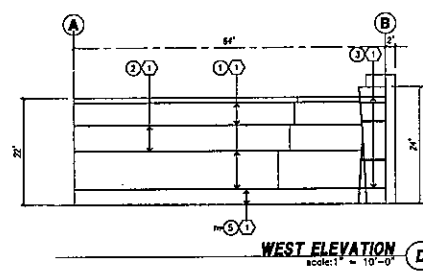 A B
64' 2'
2 1 1 1 3 1
22' 24'
5 1
WEST ELEVATION
scale: 1" = 10'-0" D